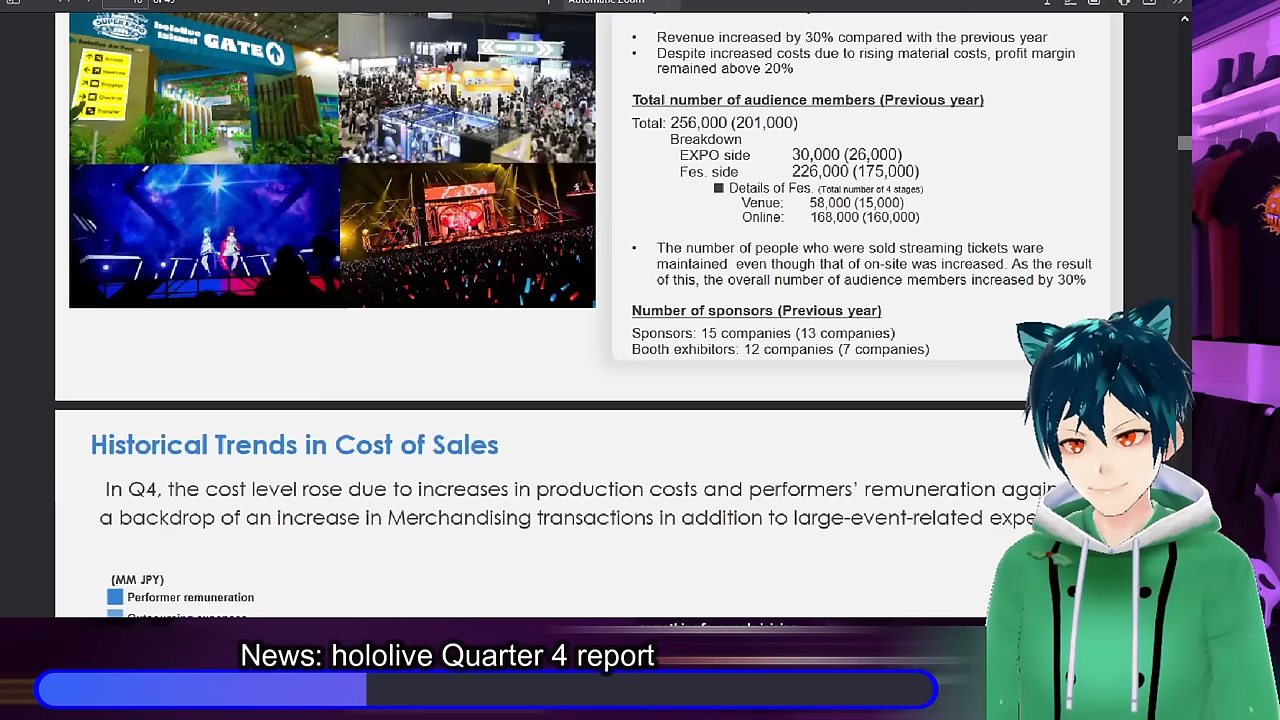 Automatic Zoom
hololive
Island
GATE
hololive Air Port
Revenue increased by 30% compared with the previous year
Despite increased costs due to rising material costs, profit margin
remained above 20%
Total number of audience members (Previous year)
Total: 256,000 (201,000)
Breakdown
EXPO side 30,000 (26,000)
Fes. side 226,000 (175,000)
Details of Fes. (Total number of 4 stages)
Venue: 58,000 (15,000)
Online: 168,000 (160,000)
The number of people who were sold streaming tickets ware
maintained even though that of on-site was increased. As the result
of this, the overall number of audience members increased by 30%
Number of sponsors (Previous year)
Sponsors: 15 companies (13 companies)
Booth exhibitors: 12 companies (7 companies)
Historical Trends in Cost of Sales
In Q4, the cost level rose due to increases in production costs and performers' remuneration again
a backdrop of an increase in Merchandising transactions in addition to large-event-related expe
(MM JPY)
Performer remuneration
News: hololive Quarter 4 report